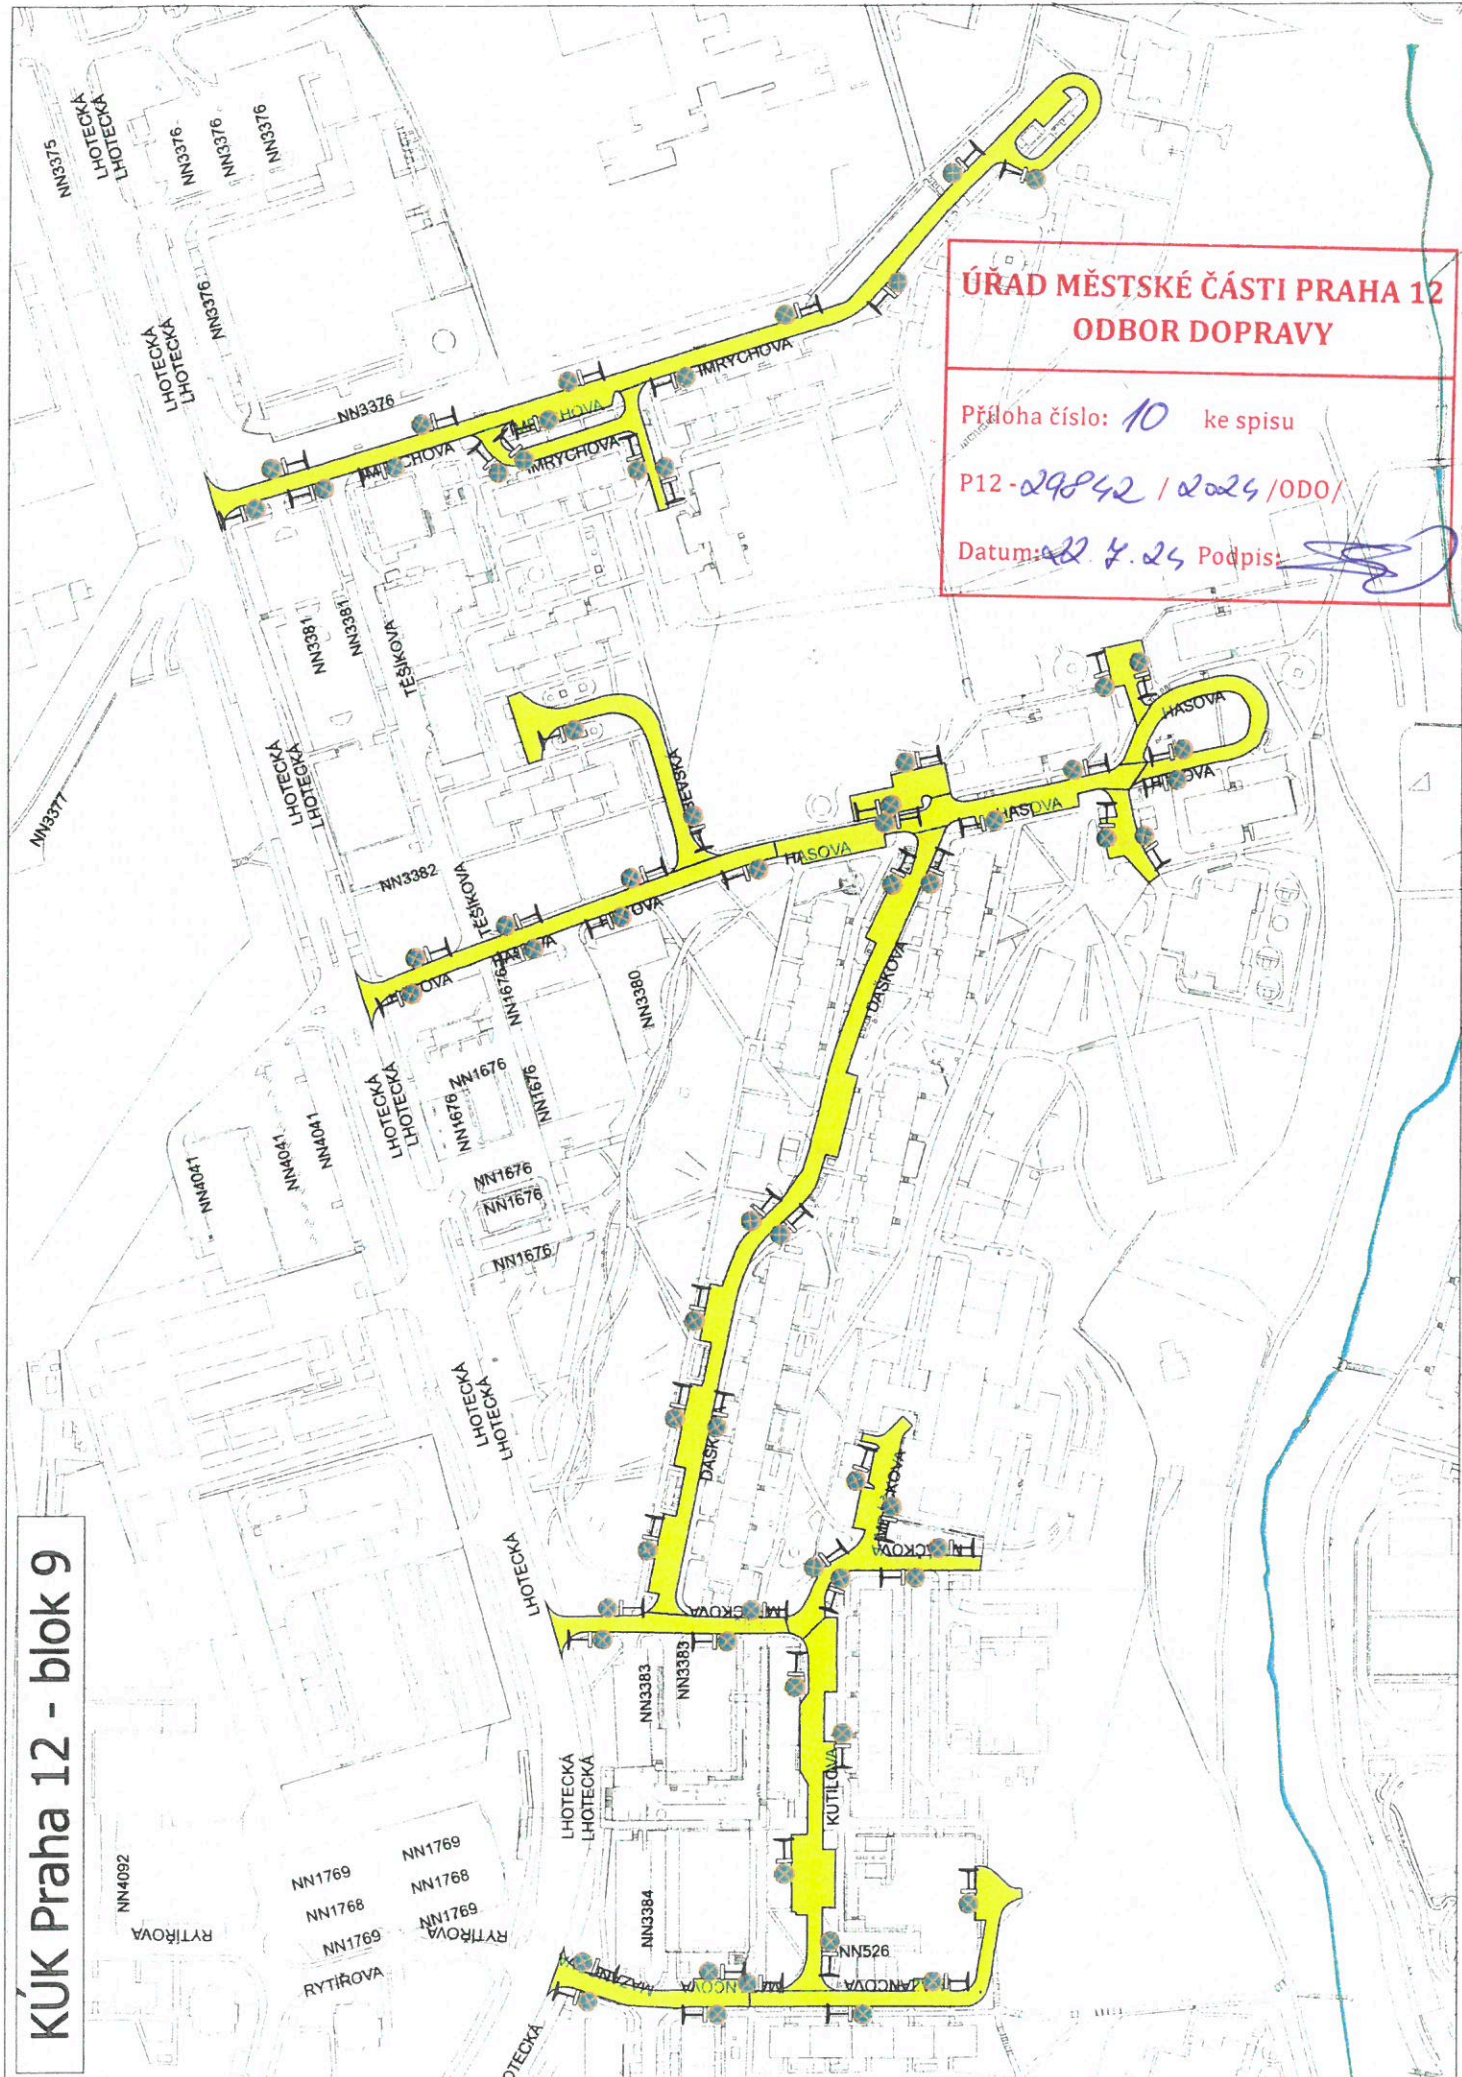 KÚK Praha 12 - blok 9
ÚŘAD MĚSTSKÉ ČÁSTI PRAHA 12
ODBOR DOPRAVY
Příloha číslo: 10 ke spisu
P12 - 29842 / 2024 /ODO/
Datum: 22. 7. 24 Podpis:
NN3375
LHOTECKÁ
LHOTECKÁ
NN3376
NN3376
NN3376
NN3376
LHOTECKÁ
LHOTECKÁ
NN3376
IMRYCHOVA
IMRYCHOVA
NN3381
NN3381
TĚŠÍKOVA
LHOTECKÁ
LHOTECKÁ
NN3377
NN3382
TĚŠÍKOVA
HASOVA
HASOVA
HASOVA
NN1676
NN3380
DAŠKOVA
LHOTECKÁ
LHOTECKÁ
NN1676
NN1676
NN1676
NN1676
NN1676
NN1676
NN4041
NN4041
NN4041
LHOTECKÁ
LHOTECKÁ
LHOTECKÁ
NN3383
NN3383
LHOTECKÁ
LHOTECKÁ
KUTILOVA
NN3384
NN526
NN4092
RYTÍŘOVA
NN1769
NN1769
NN1768
NN1768
NN1769
NN1769
RYTÍŘOVA
RYTÍŘOVA